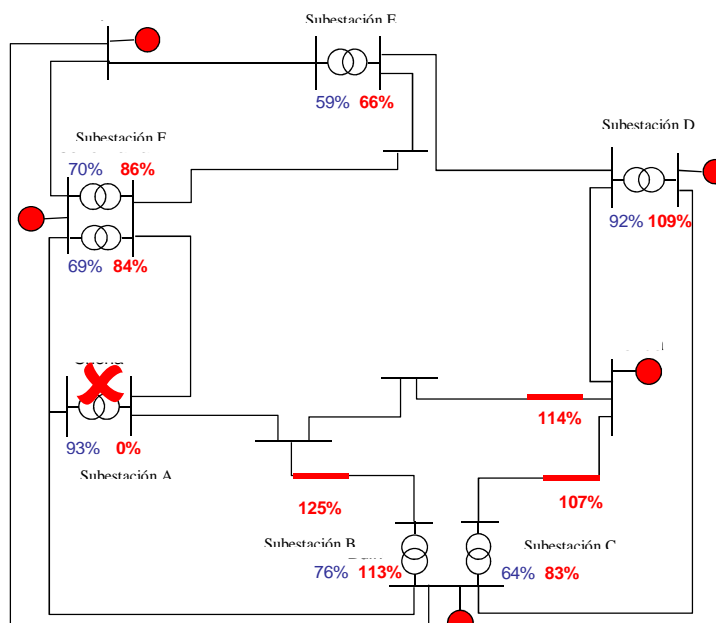 Subestación E
59% 66%
Subestación F
70% 86%
69% 84%
Subestación D
92% 109%
93% 0%
Subestación A
114%
125%
107%
Subestación B
76% 113%
Subestación C
64% 83%